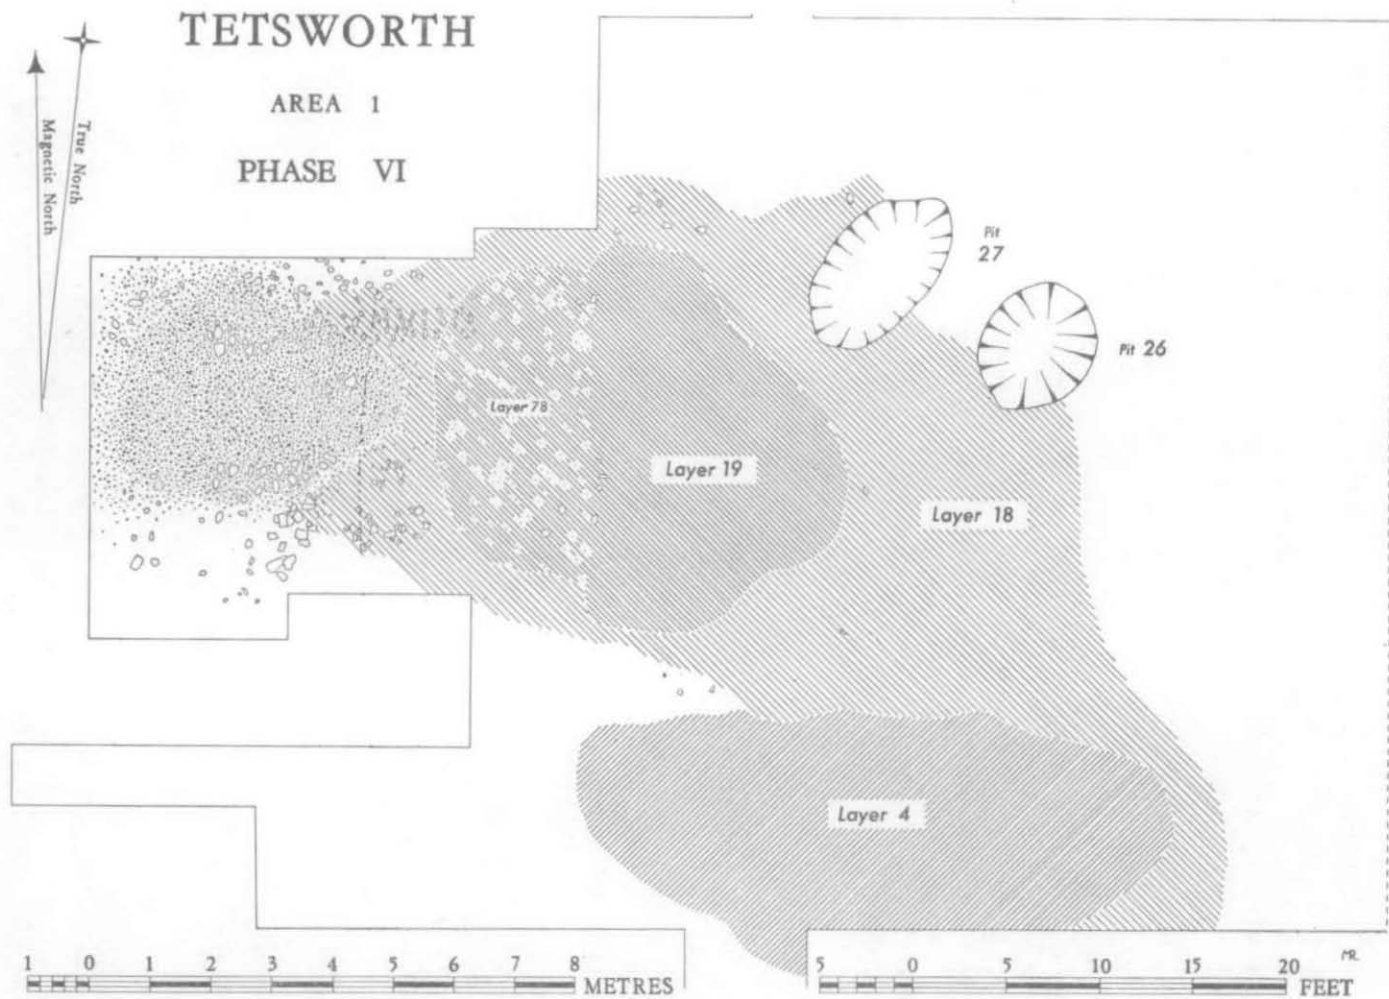 TETSWORTH
AREA 1
PHASE VI
True North
Magnetic North
Pit
27
Pit 26
Layer 78
Layer 19
Layer 18
Layer 4
1 0 1 2 3 4 5 6 7 8
METRES
5 0 5 10 15 20
FEET
MR.